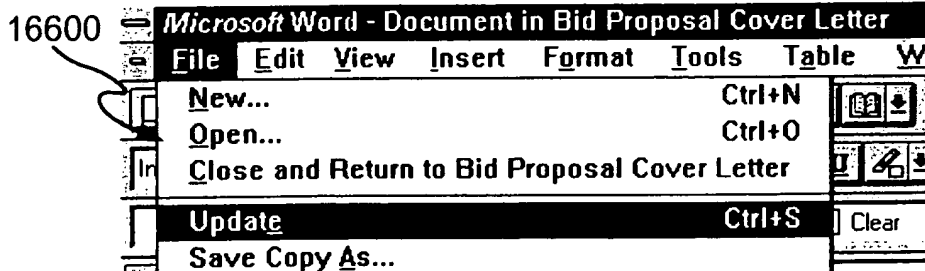 16600
Microsoft Word - Document in Bid Proposal Cover Letter
File Edit View Insert Format Tools Table W
New... Ctrl+N
Open... Ctrl+O
Close and Return to Bid Proposal Cover Letter
In
Update Ctrl+S
Clear
Save Copy As...